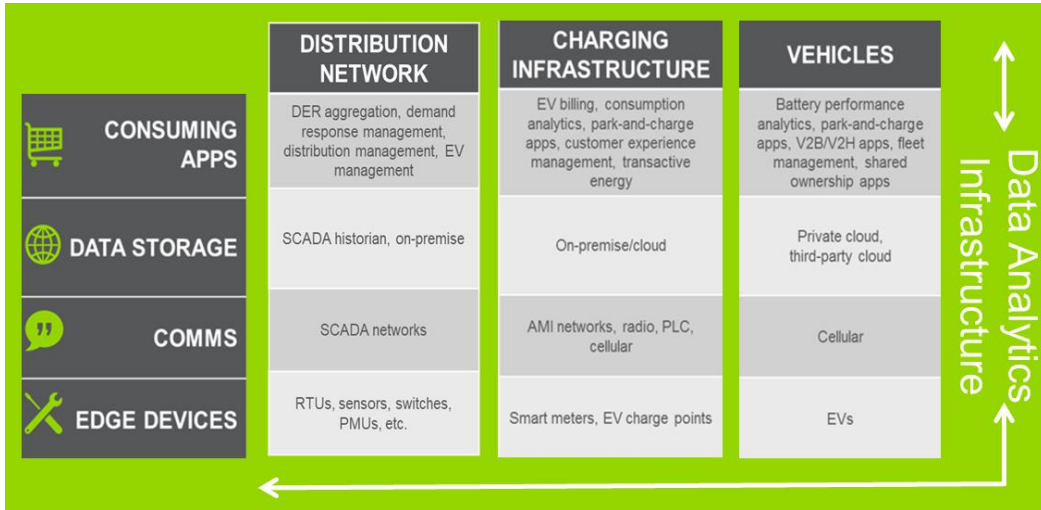 DISTRIBUTION
NETWORK
CHARGING
INFRASTRUCTURE
VEHICLES
CONSUMING
APPS
DER aggregation, demand
response management,
distribution management, EV
management
EV billing, consumption
analytics, park-and-charge
apps, customer experience
management, transactive
energy
Battery performance
analytics, park-and-charge
apps, V2B/V2H apps, fleet
management, shared
ownership apps
DATA STORAGE
SCADA historian, on-premise
On-premise/cloud
Private cloud,
third-party cloud
COMMS
SCADA networks
AMI networks, radio, PLC,
cellular
Cellular
EDGE DEVICES
RTUs, sensors, switches,
PMUs, etc.
Smart meters, EV charge points
EVs
Data Analytics
Infrastructure